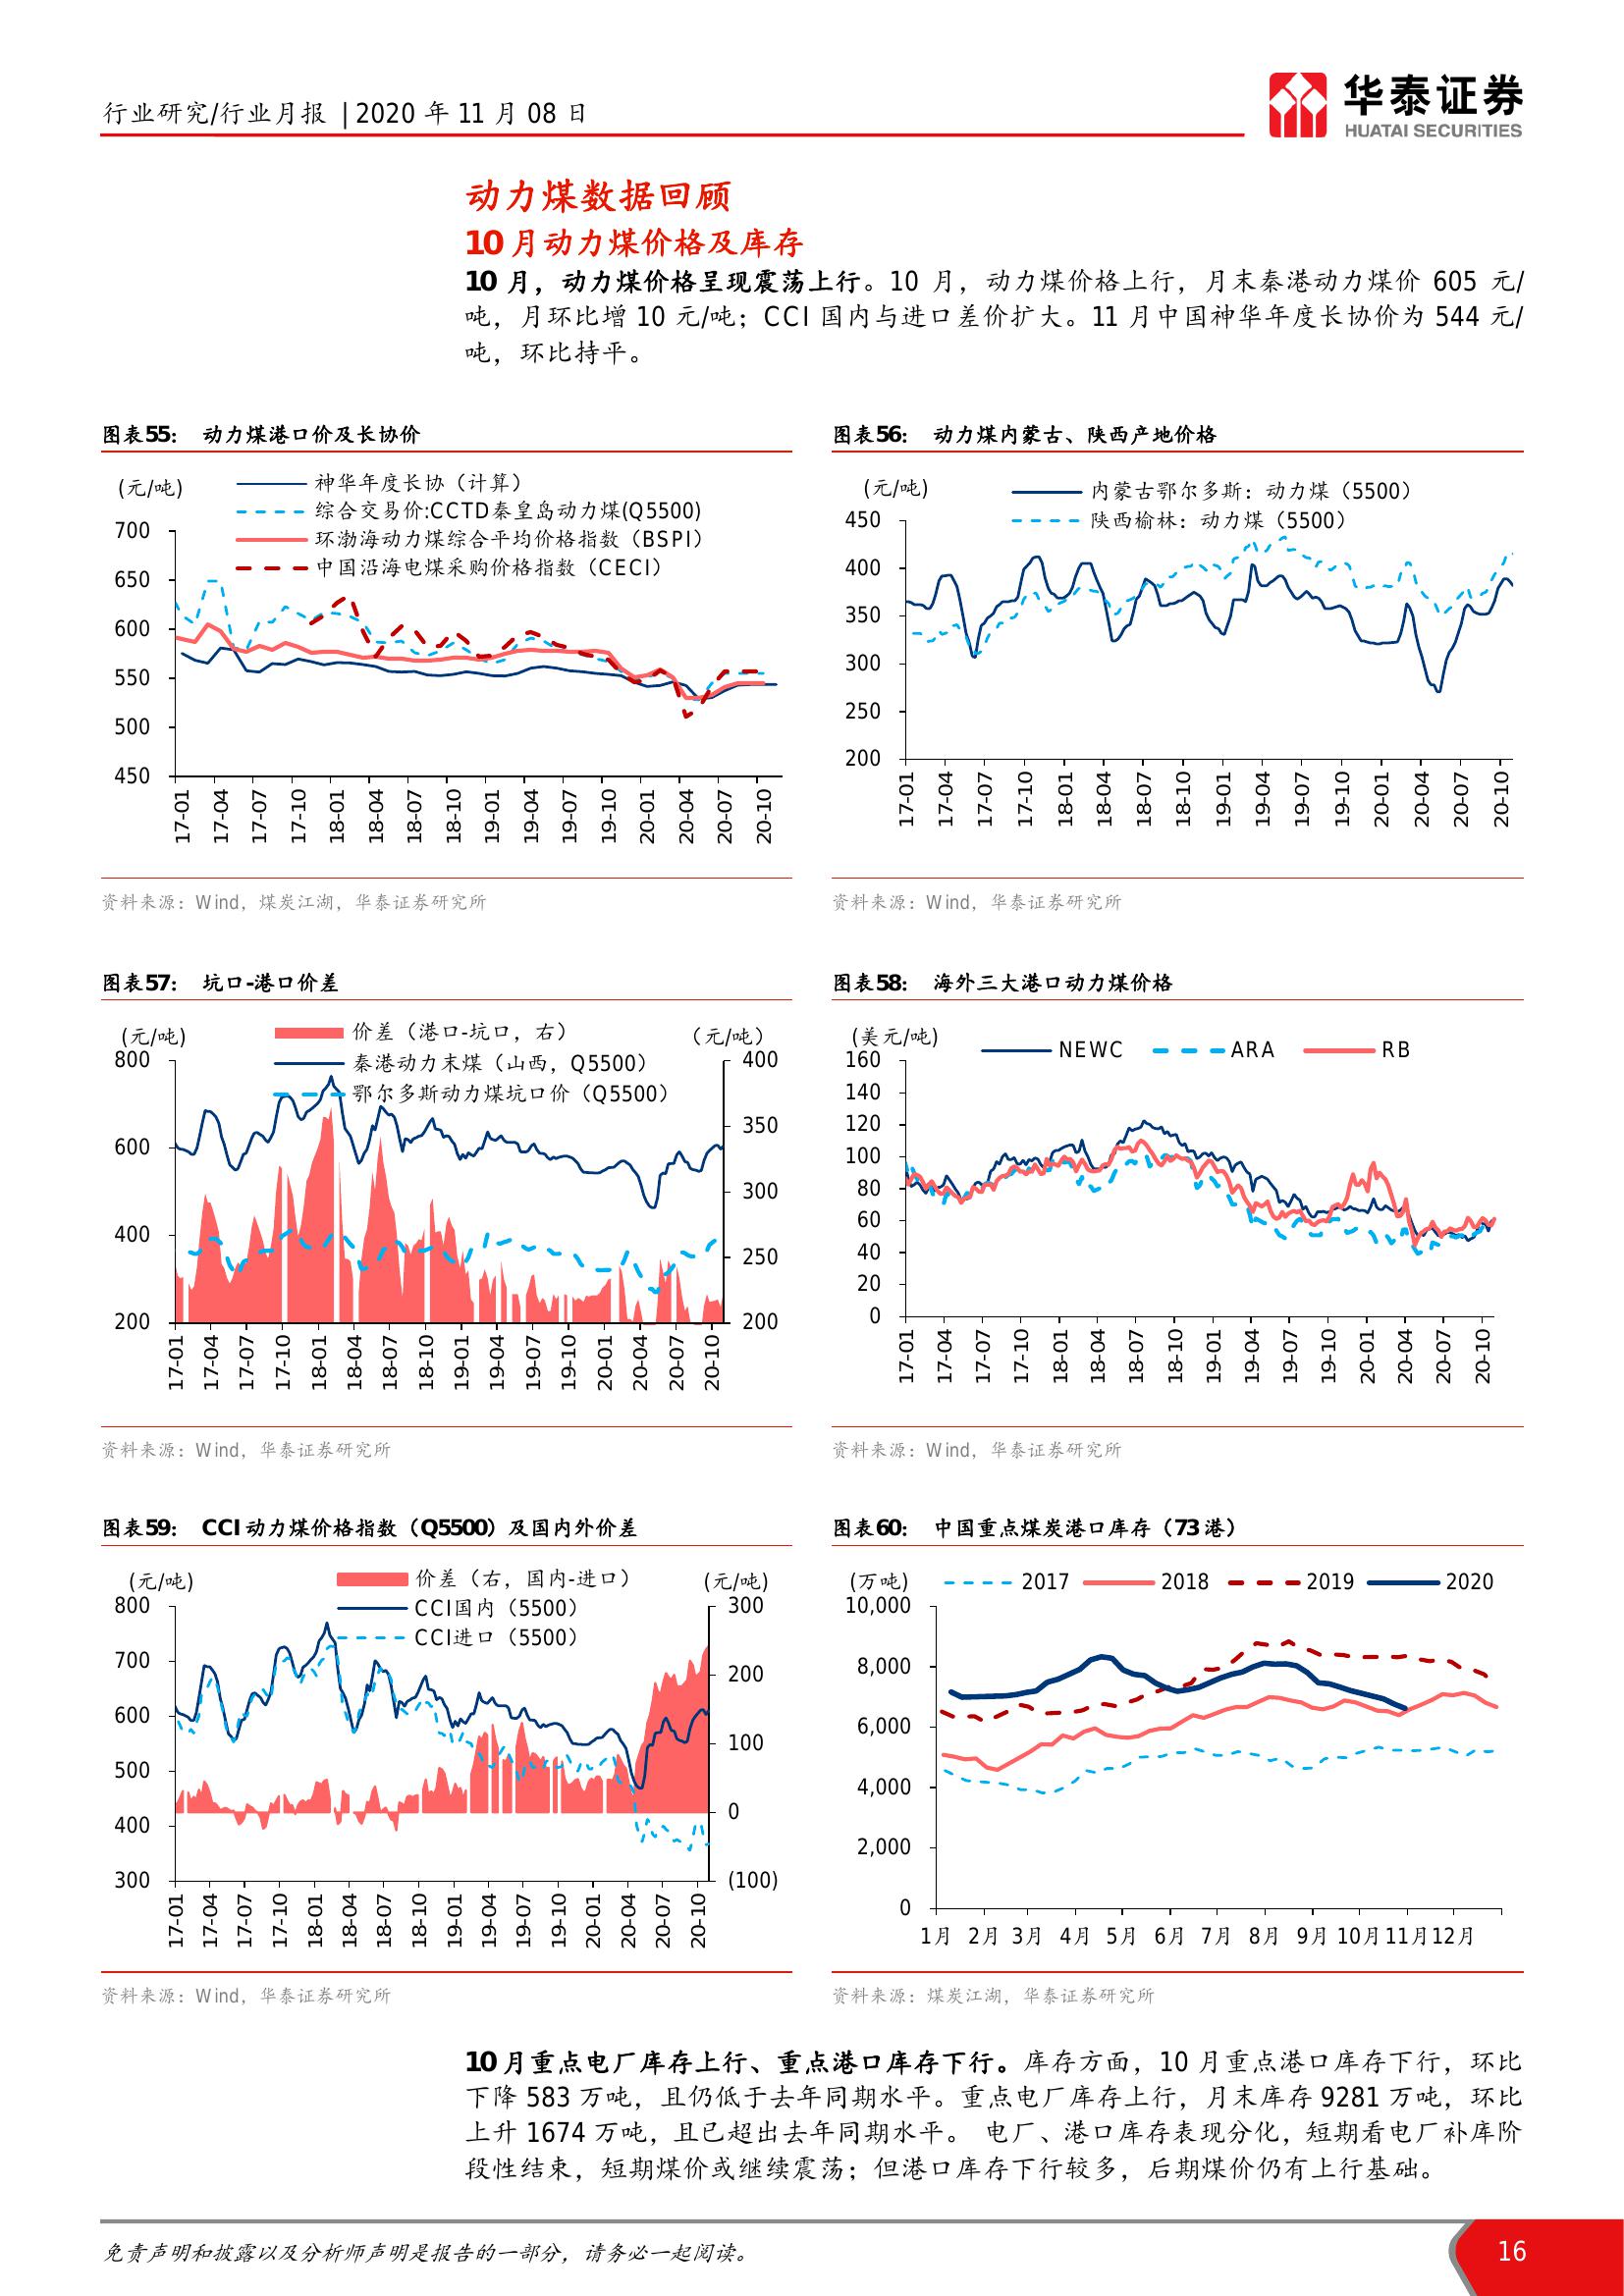 行业研究/行业月报 | 2020 年 11 月 08 日
华泰证券
HUATAI SECURITIES
动力煤数据回顾
10 月动力煤价格及库存
10 月，动力煤价格呈现震荡上行。10 月，动力煤价格上行，月末秦港动力煤价 605 元/
吨，月环比增 10 元/吨；CCI 国内与进口差价扩大。11 月中国神华年度长协价为 544 元/
吨，环比持平。
图表55： 动力煤港口价及长协价
(元/吨)
神华年度长协（计算）
综合交易价:CCTD秦皇岛动力煤(Q5500)
环渤海动力煤综合平均价格指数（BSPI）
中国沿海电煤采购价格指数（CECI）
700
650
600
550
500
450
17-01 17-04 17-07 17-10 18-01 18-04 18-07 18-10 19-01 19-04 19-07 19-10 20-01 20-04 20-07 20-10
资料来源：Wind，煤炭江湖，华泰证券研究所
图表56： 动力煤内蒙古、陕西产地价格
(元/吨)
内蒙古鄂尔多斯：动力煤（5500）
陕西榆林：动力煤（5500）
450
400
350
300
250
200
17-01 17-04 17-07 17-10 18-01 18-04 18-07 18-10 19-01 19-04 19-07 19-10 20-01 20-04 20-07 20-10
资料来源：Wind，华泰证券研究所
图表57： 坑口-港口价差
(元/吨)
（元/吨）
价差（港口-坑口，右）
秦港动力末煤（山西，Q5500）
鄂尔多斯动力煤坑口价（Q5500）
800
600
400
200
400
350
300
250
200
17-01 17-04 17-07 17-10 18-01 18-04 18-07 18-10 19-01 19-04 19-07 19-10 20-01 20-04 20-07 20-10
资料来源：Wind，华泰证券研究所
图表58： 海外三大港口动力煤价格
(美元/吨)
NEWC ARA RB
160
140
120
100
80
60
40
20
0
17-01 17-04 17-07 17-10 18-01 18-04 18-07 18-10 19-01 19-04 19-07 19-10 20-01 20-04 20-07 20-10
资料来源：Wind，华泰证券研究所
图表59： CCI 动力煤价格指数（Q5500）及国内外价差
(元/吨)
(元/吨)
价差（右，国内-进口）
CCI国内（5500）
CCI进口（5500）
800
700
600
500
400
300
300
200
100
0
(100)
17-01 17-04 17-07 17-10 18-01 18-04 18-07 18-10 19-01 19-04 19-07 19-10 20-01 20-04 20-07 20-10
资料来源：Wind，华泰证券研究所
图表60： 中国重点煤炭港口库存（73 港）
(万吨)
2017 2018 2019 2020
10,000
8,000
6,000
4,000
2,000
0
1月 2月 3月 4月 5月 6月 7月 8月 9月 10月 11月 12月
资料来源：煤炭江湖，华泰证券研究所
10 月重点电厂库存上行、重点港口库存下行。库存方面，10 月重点港口库存下行，环比
下降 583 万吨，且仍低于去年同期水平。重点电厂库存上行，月末库存 9281 万吨，环比
上升 1674 万吨，且已超出去年同期水平。 电厂、港口库存表现分化，短期看电厂补库阶
段性结束，短期煤价或继续震荡；但港口库存下行较多，后期煤价仍有上行基础。
免责声明和披露以及分析师声明是报告的一部分，请务必一起阅读。
16